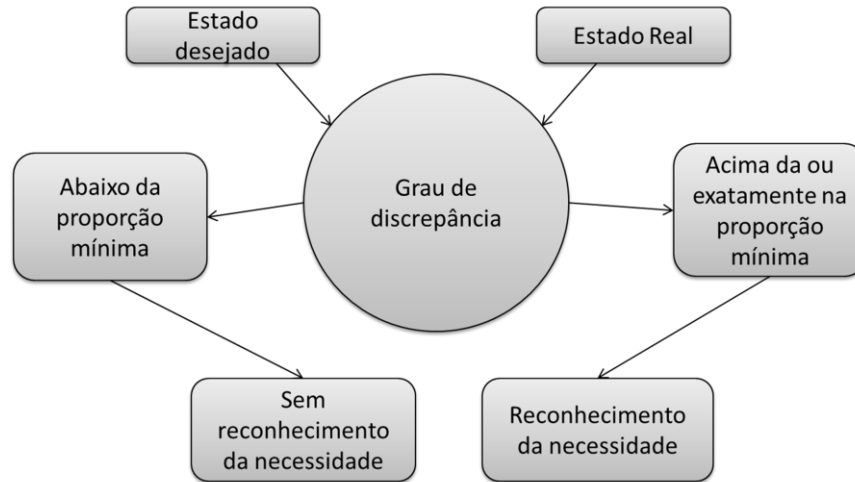 Estado
desejado
Estado Real
Grau de
discrepância
Abaixo da
proporção
mínima
Acima da ou
exatamente na
proporção
mínima
Sem
reconhecimento
da necessidade
Reconhecimento
da necessidade